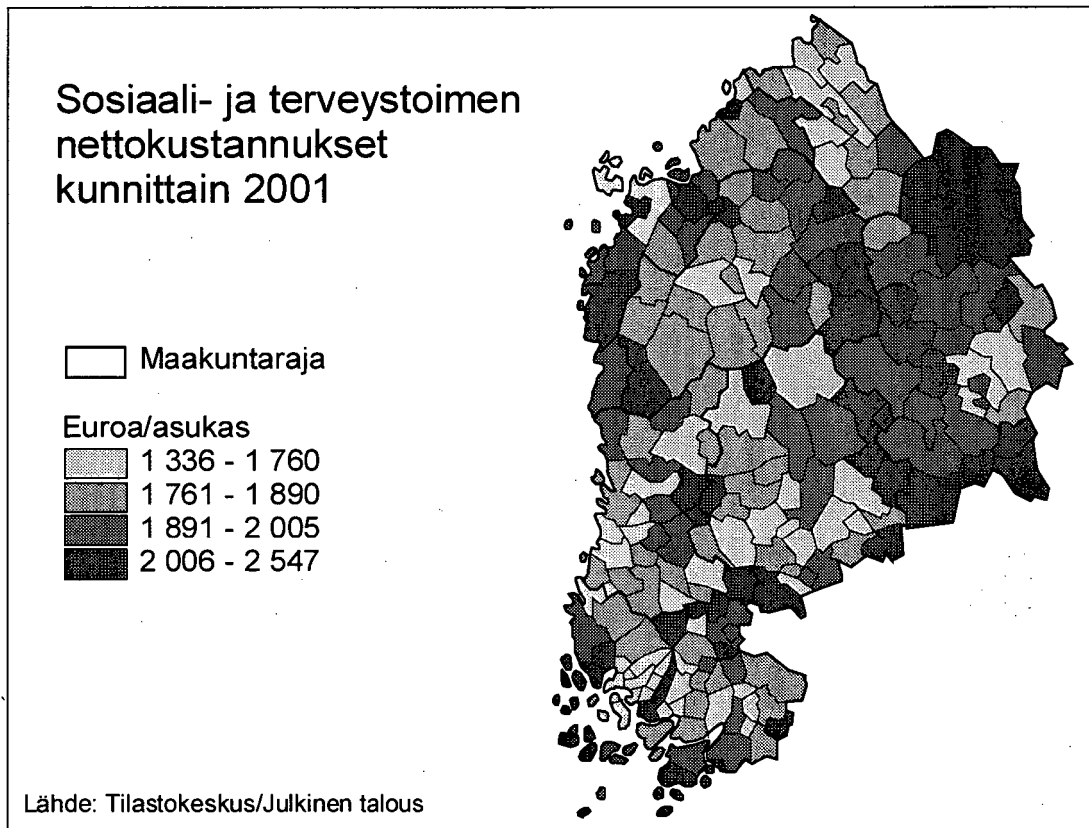 Sosiaali- ja terveystoimen
nettokustannukset
kunnittain 2001
Maakuntaraja
Euroa/asukas
1 336 - 1 760
1 761 - 1 890
1 891 - 2 005
2 006 - 2 547
Lähde: Tilastokeskus/Julkinen talous